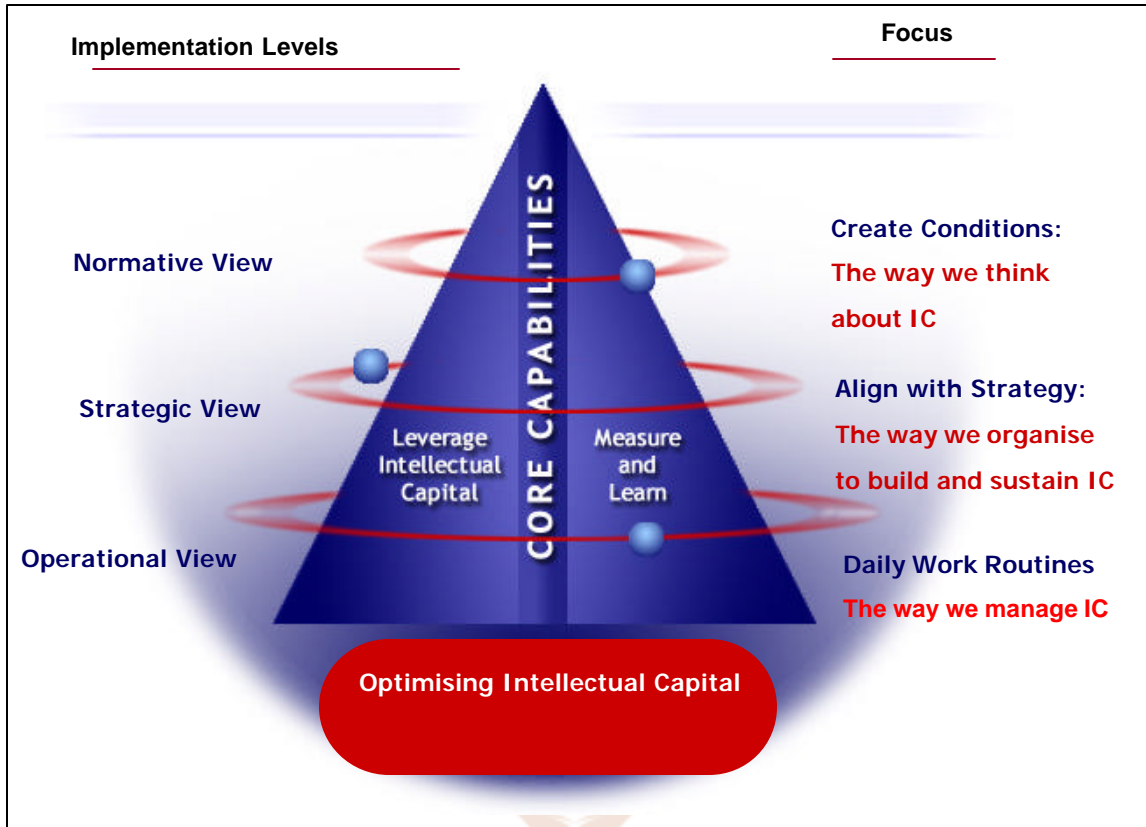 Implementation Levels
Focus
CORE CAPABILITIES
Normative View
Create Conditions:
The way we think
about IC
Strategic View
Align with Strategy:
The way we organise
to build and sustain IC
Leverage
Intellectual
Capital
Measure
and
Learn
Operational View
Daily Work Routines
The way we manage IC
Optimising Intellectual Capital